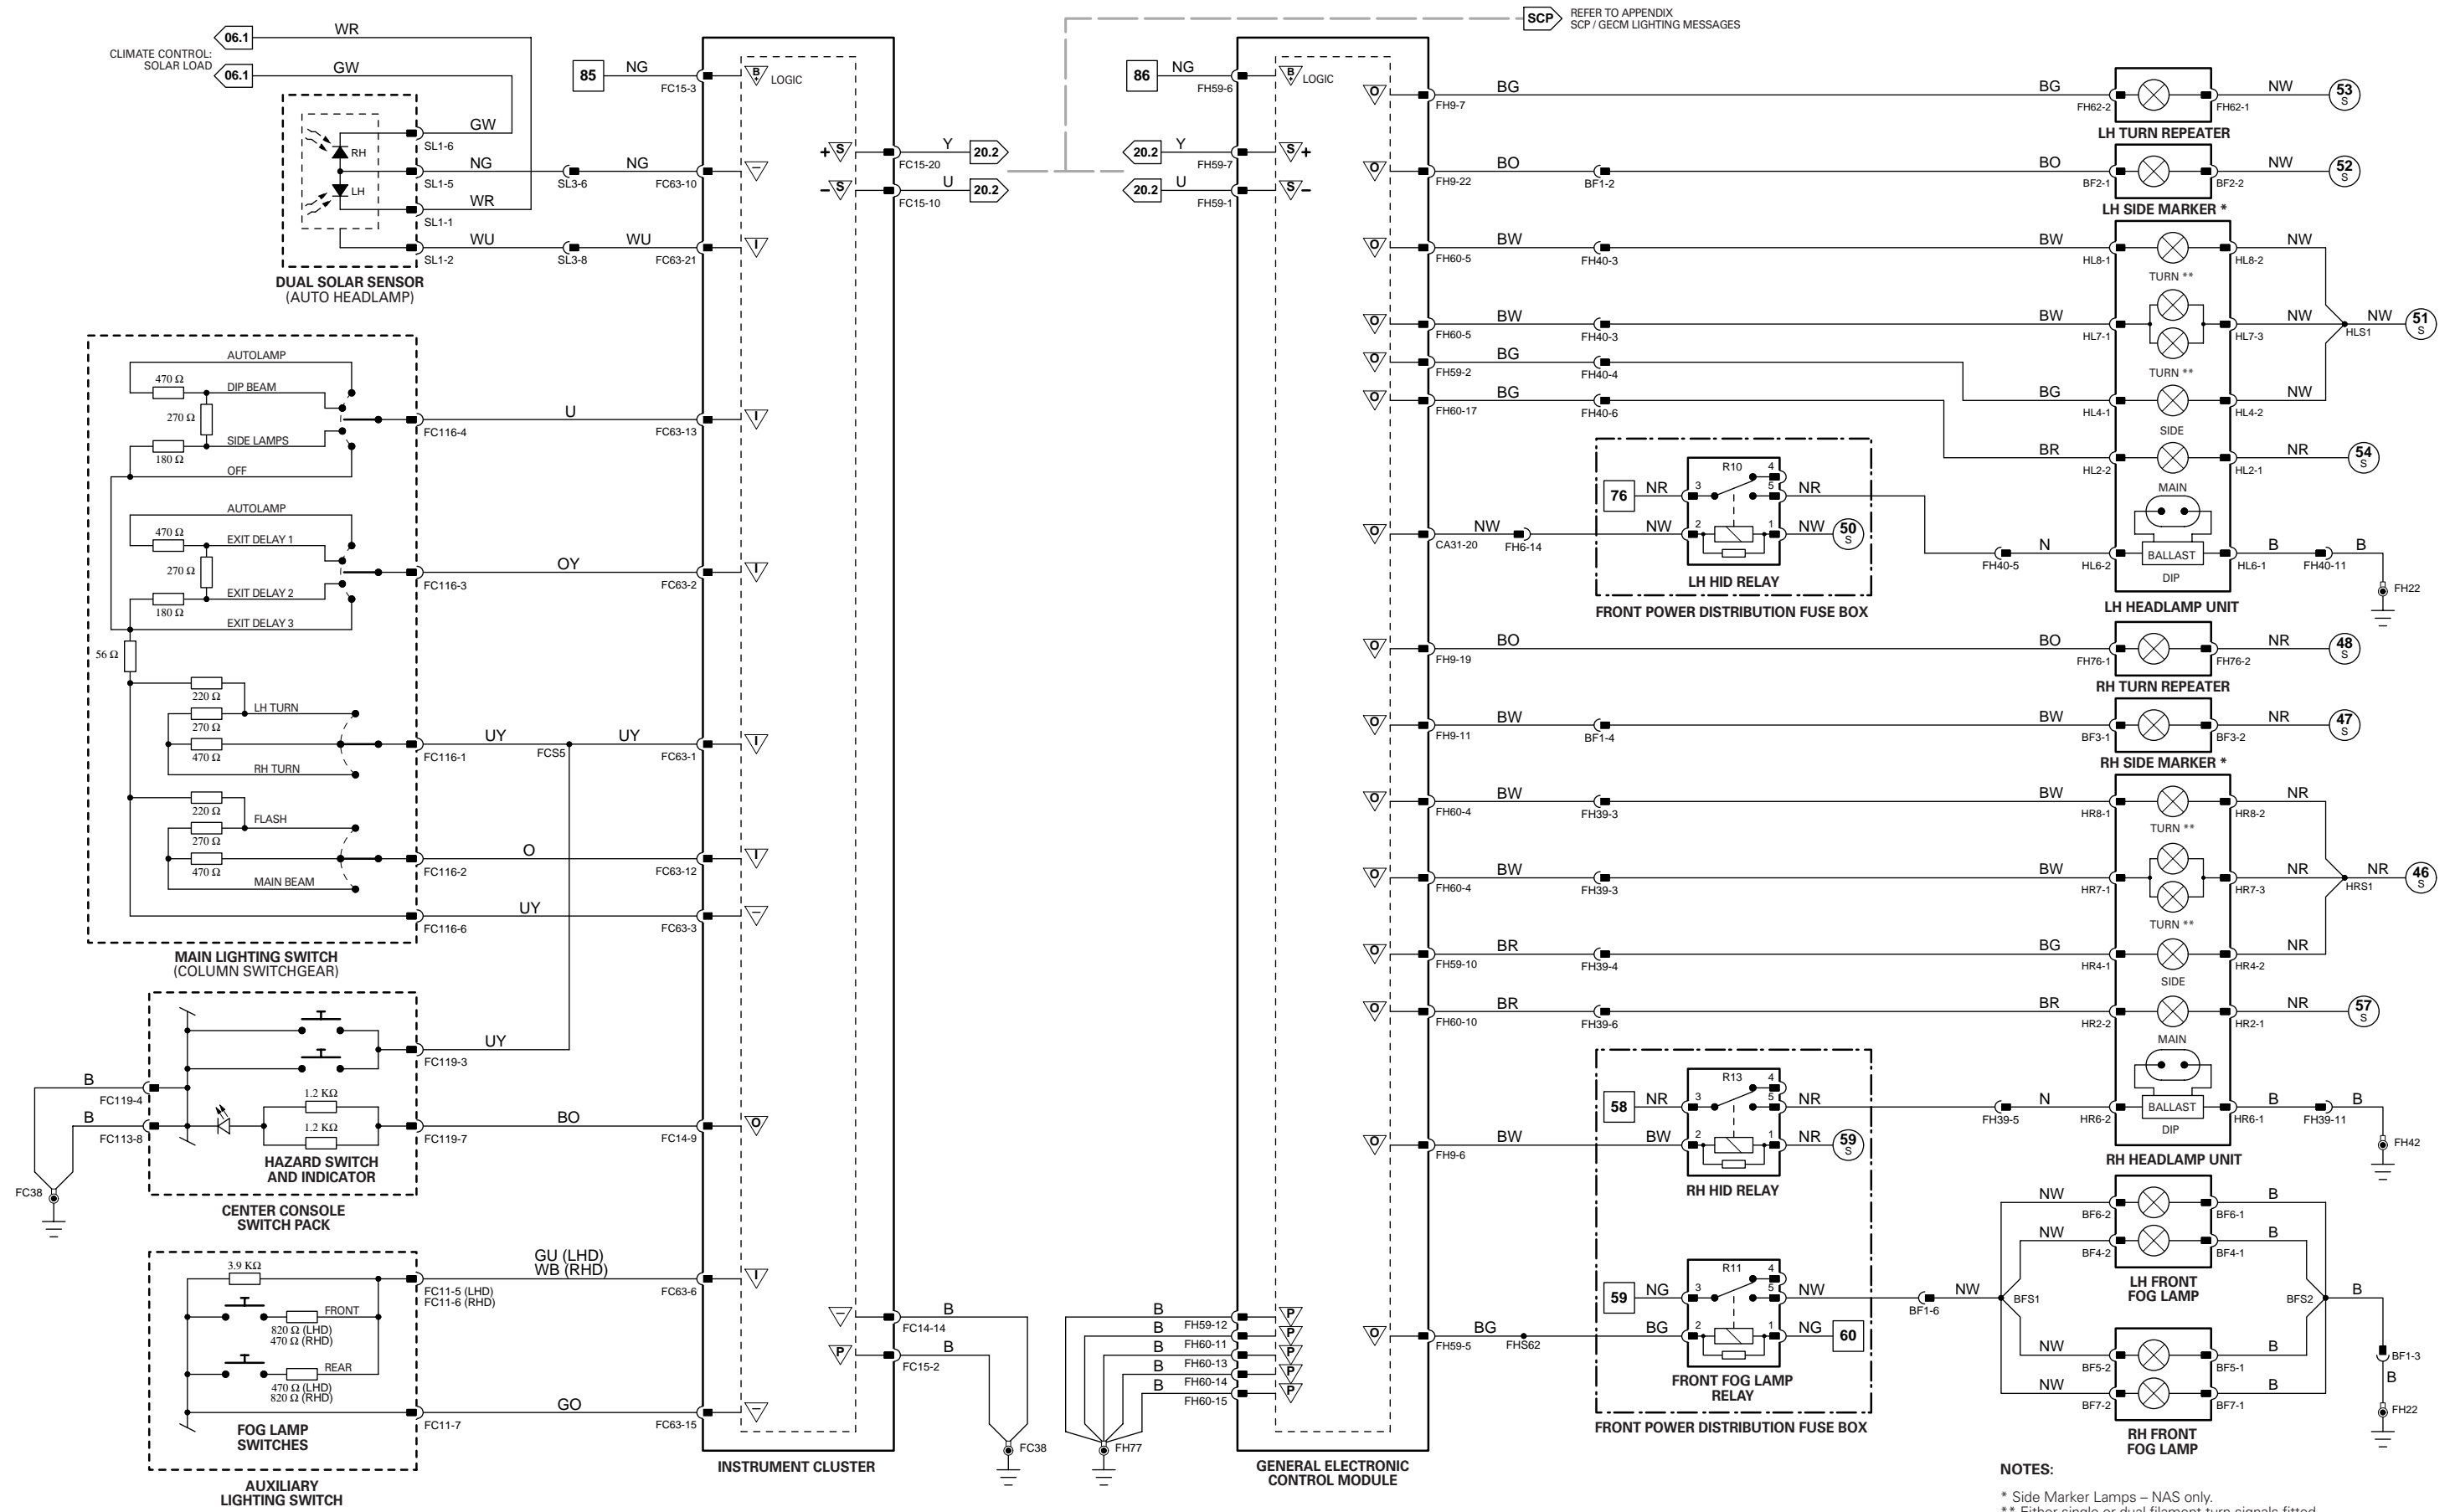 SCP
REFER TO APPENDIX
SCP / GECM LIGHTING MESSAGES
06.1
WR
CLIMATE CONTROL:
SOLAR LOAD
06.1
GW
GW
SL1-6
RH
NG
SL1-5
SL3-6
NG
FC63-10
LH
WR
SL1-1
WU
SL1-2
SL3-8
WU
FC63-21
DUAL SOLAR SENSOR
(AUTO HEADLAMP)
AUTOLAMP
470 Ω
DIP BEAM
270 Ω
SIDE LAMPS
180 Ω
OFF
U
FC116-4
FC63-13
AUTOLAMP
470 Ω
EXIT DELAY 1
270 Ω
EXIT DELAY 2
180 Ω
EXIT DELAY 3
OY
FC116-3
FC63-2
56 Ω
220 Ω
LH TURN
270 Ω
470 Ω
RH TURN
UY
FC116-1
FCS5
UY
FC63-1
220 Ω
FLASH
270 Ω
470 Ω
MAIN BEAM
O
FC116-2
FC63-12
UY
FC116-6
FC63-3
MAIN LIGHTING SWITCH
(COLUMN SWITCHGEAR)
UY
FC119-3
B
FC119-4
B
FC113-8
FC38
1.2 KΩ
1.2 KΩ
BO
FC119-7
FC14-9
HAZARD SWITCH
AND INDICATOR
CENTER CONSOLE
SWITCH PACK
3.9 KΩ
GU (LHD)
WB (RHD)
FC11-5 (LHD)
FC11-6 (RHD)
FC63-6
FRONT
820 Ω (LHD)
470 Ω (RHD)
REAR
470 Ω (LHD)
820 Ω (RHD)
GO
FC11-7
FC63-15
FOG LAMP
SWITCHES
AUXILIARY
LIGHTING SWITCH
85
NG
FC15-3
B+
LOGIC
+
S
Y
FC15-20
20.2
–
S
U
FC15-10
20.2
–
I
I
I
I
I
–
O
I
–
–
B
FC14-14
P
B
FC15-2
FC38
INSTRUMENT CLUSTER
86
NG
FH59-6
B+
LOGIC
20.2
Y
FH59-7
S
+
20.2
U
FH59-1
S
–
B
FH59-12
P
B
FH60-11
P
B
FH60-13
P
B
FH60-14
P
B
FH60-15
P
FH77
GENERAL ELECTRONIC
CONTROL MODULE
O
FH9-7
BG
BG
FH62-2
FH62-1
NW
53
S
LH TURN REPEATER
O
FH9-22
BO
BF1-2
BO
BF2-1
BF2-2
NW
52
S
LH SIDE MARKER *
O
FH60-5
BW
FH40-3
BW
HL8-1
HL8-2
NW
TURN **
O
FH60-5
BW
FH40-3
BW
HL7-1
HL7-3
NW
HLS1
NW
51
S
TURN **
O
FH59-2
BG
FH40-4
BG
HL4-1
HL4-2
NW
SIDE
O
FH60-17
BG
FH40-6
BR
HL2-2
HL2-1
NR
54
S
MAIN
O
CA31-20
NW
FH6-14
NW
R10
76
NR
3
4
5
NR
2
1
NW
50
S
LH HID RELAY
FRONT POWER DISTRIBUTION FUSE BOX
FH40-5
N
HL6-2
BALLAST
DIP
HL6-1
B
FH40-11
B
FH22
LH HEADLAMP UNIT
O
FH9-19
BO
BO
FH76-1
FH76-2
NR
48
S
RH TURN REPEATER
O
FH9-11
BW
BF1-4
BW
BF3-1
BF3-2
NR
47
S
RH SIDE MARKER *
O
FH60-4
BW
FH39-3
BW
HR8-1
HR8-2
NR
TURN **
O
FH60-4
BW
FH39-3
BW
HR7-1
HR7-3
NR
HRS1
NR
46
S
TURN **
O
FH59-10
BR
FH39-4
BG
HR4-1
HR4-2
NR
SIDE
O
FH60-10
BR
FH39-6
BR
HR2-2
HR2-1
NR
57
S
MAIN
R13
58
NR
3
4
5
NR
FH39-5
N
HR6-2
BALLAST
DIP
HR6-1
B
FH39-11
B
FH42
O
FH9-6
BW
BW
2
1
NR
59
S
RH HID RELAY
RH HEADLAMP UNIT
R11
59
NG
3
4
5
NW
BF1-6
NW
BFS1
O
FH59-5
BG
FHS62
BG
2
1
NG
60
FRONT FOG LAMP
RELAY
FRONT POWER DISTRIBUTION FUSE BOX
NW
BF6-2
BF6-1
B
NW
BF4-2
BF4-1
B
LH FRONT
FOG LAMP
BFS2
B
NW
BF5-2
BF5-1
B
NW
BF7-2
BF7-1
B
RH FRONT
FOG LAMP
BF1-3
B
FH22
NOTES:
* Side Marker Lamps – NAS only.
** Either single or dual filament turn signals fitted.